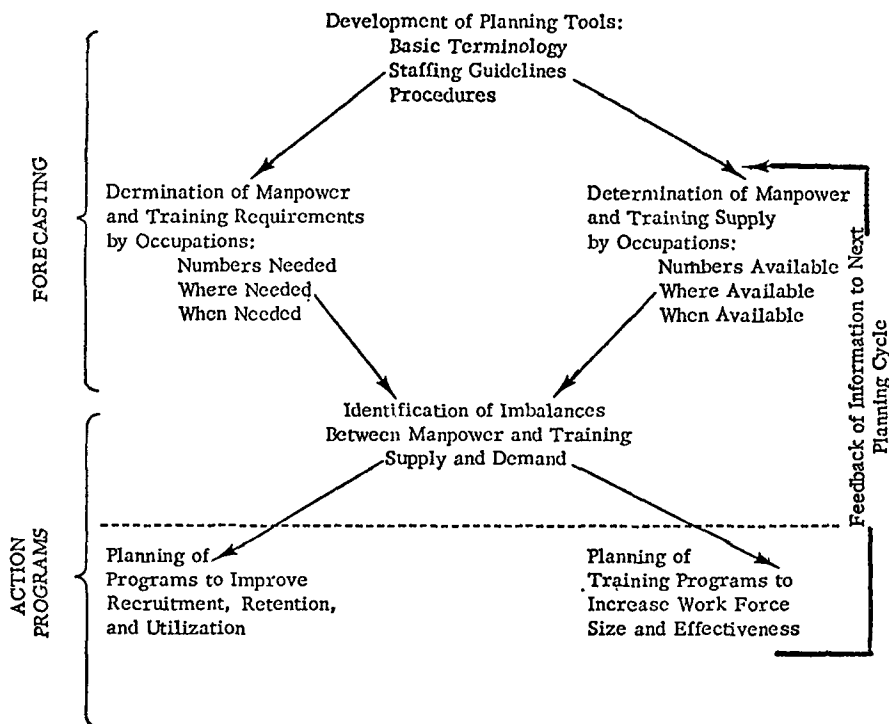 Development of Planning Tools:
Basic Terminology
Staffing Guidelines
Procedures
FORECASTING
Dermination of Manpower
and Training Requirements
by Occupations:
Numbers Needed
Where Needed
When Needed
Determination of Manpower
and Training Supply
by Occupations:
Numbers Available
Where Available
When Available
Feedback of Information to Next
Planning Cycle
Identification of Imbalances
Between Manpower and Training
Supply and Demand
ACTION
PROGRAMS
Planning of
Programs to Improve
Recruitment, Retention,
and Utilization
Planning of
Training Programs to
Increase Work Force
Size and Effectiveness